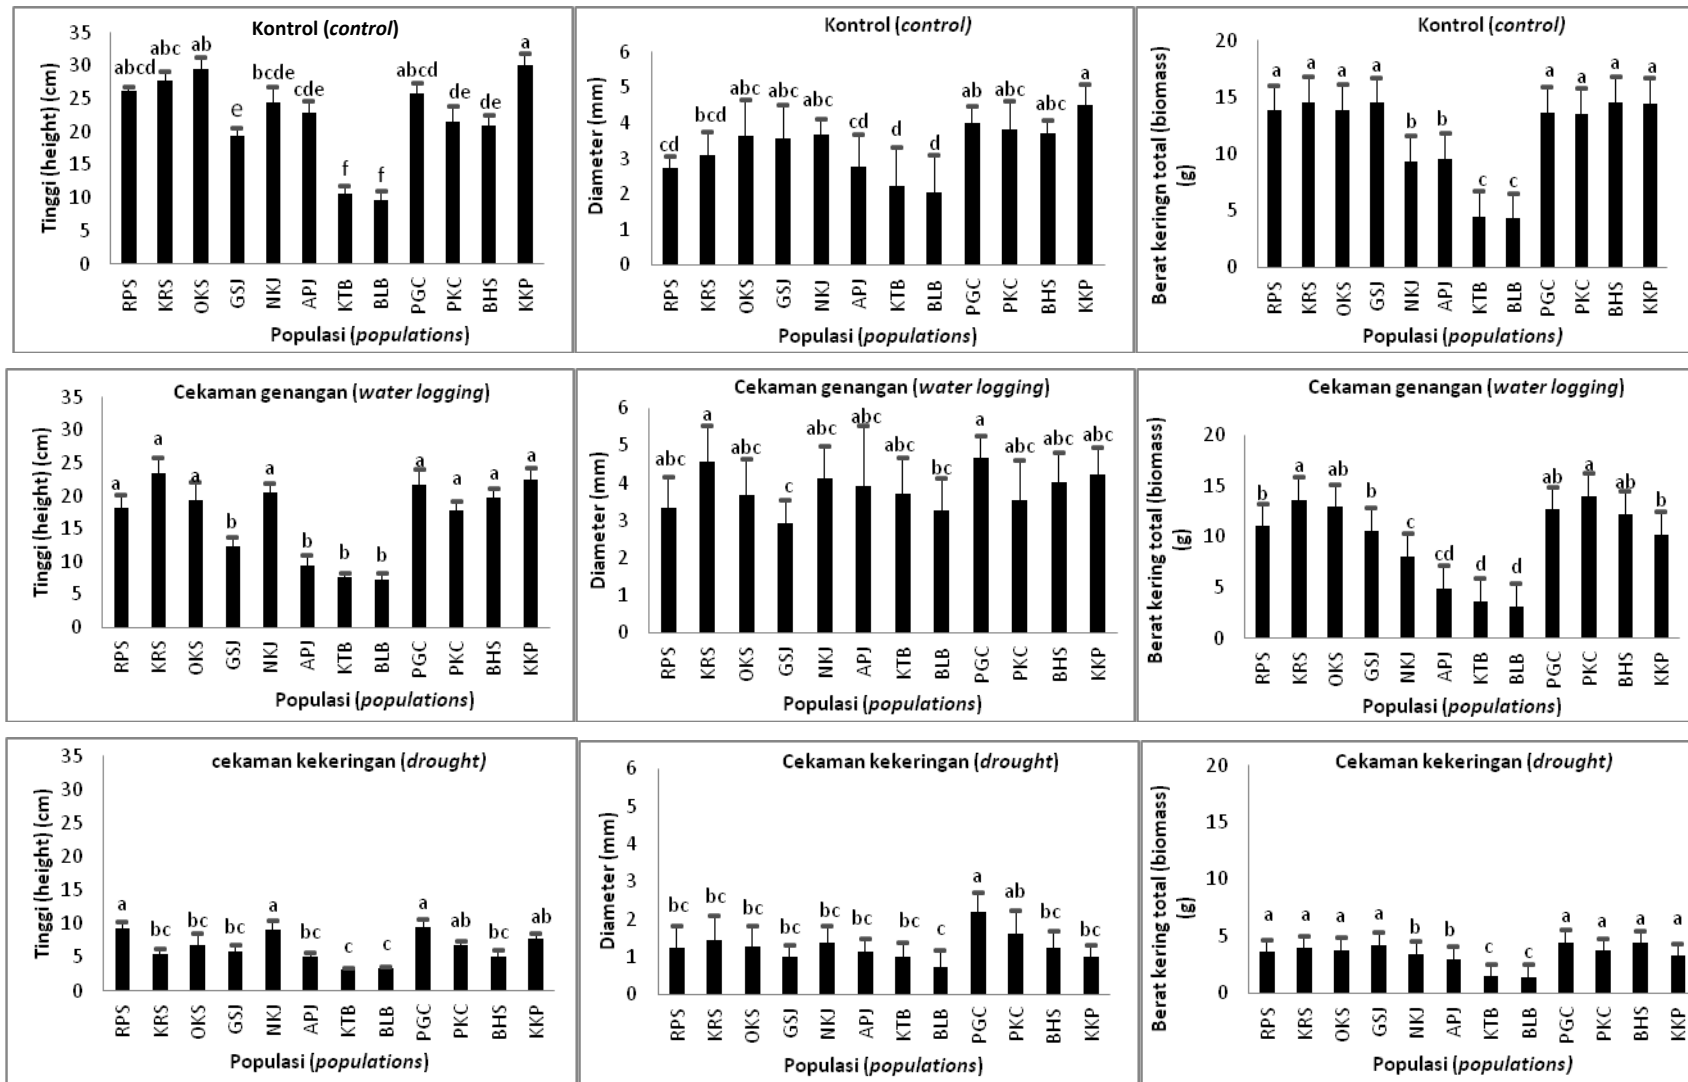 Kontrol (control)
Tinggi (height) (cm)
35
30
25
20
15
10
5
0
abcd abc ab e bcde cde f f abcd de de a
RPS KRS OKS GSJ NKJ APJ KTB BLB PGC PKC BHS KKP
Populasi (populations)
Kontrol (control)
Diameter (mm)
6
5
4
3
2
1
0
cd bcd abc abc abc cd d d ab abc abc a
RPS KRS OKS GSJ NKJ APJ KTB BLB PGC PKC BHS KKP
Populasi (populations)
Kontrol (control)
Berat keringn total (biomass)
(g)
20
15
10
5
0
a a a a b b c c a a a a
RPS KRS OKS GSJ NKJ APJ KTB BLB PGC PKC BHS KKP
Populasi (populations)
Cekaman genangan (water logging)
Tinggi (height) (cm)
35
30
25
20
15
10
5
0
a a a b a b b b a a a a
RPS KRS OKS GSJ NKJ APJ KTB BLB PGC PKC BHS KKP
Populasi (populations)
Cekaman genangan (water logging)
Diameter (mm)
6
5
4
3
2
1
0
abc a abc c abc abc abc bc a abc abc abc
RPS KRS OKS GSJ NKJ APJ KTB BLB PGC PKC BHS KKP
Populasi (populations)
Cekaman genangan (water logging)
Berat kering total (biomass)
(g)
20
15
10
5
0
b a ab b c cd d d ab a ab b
RPS KRS OKS GSJ NKJ APJ KTB BLB PGC PKC BHS KKP
Populasi (populations)
cekaman kekeringan (drought)
Tinggi (height) (cm)
35
30
25
20
15
10
5
0
a bc bc bc a bc c c a ab bc ab
RPS KRS OKS GSJ NKJ APJ KTB BLB PGC PKC BHS KKP
Populasi (populations)
Cekaman kekeringan (drought)
Diameter (mm)
6
5
4
3
2
1
0
bc bc bc bc bc bc bc c a ab bc bc
RPS KRS OKS GSJ NKJ APJ KTB BLB PGC PKC BHS KKP
Populasi (populations)
Cekaman kekeringan (drought)
Berat kering total (biomass)
(g)
20
15
10
5
0
a a a a b b c c a a a a
RPS KRS OKS GSJ NKJ APJ KTB BLB PGC PKC BHS KKP
Populasi (populations)